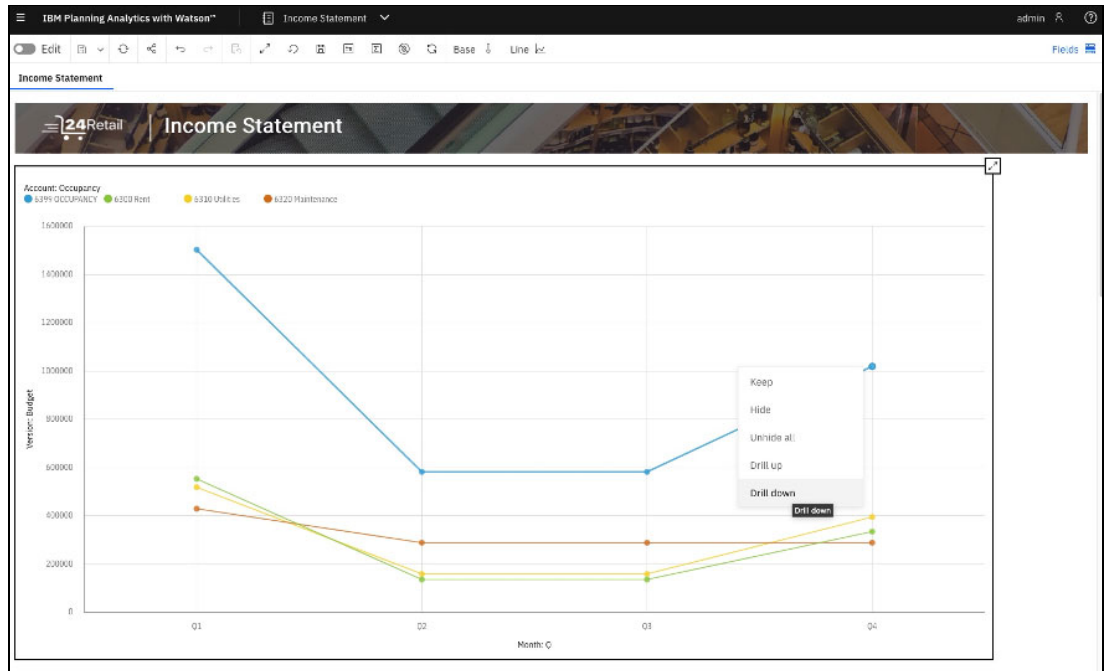 IBM Planning Analytics with Watson™
Income Statement
admin
Edit
Base
Line
Fields
Income Statement
24Retail
Income Statement
Account: Occupancy
6399 OCCUPANCY
6300 Rent
6310 Utilities
6320 Maintenance
1600000
1400000
1200000
1000000
800000
600000
400000
200000
0
Version: Budget
Keep
Hide
Unhide all
Drill up
Drill down
Drill down
Q1
Q2
Q3
Q4
Month: Q